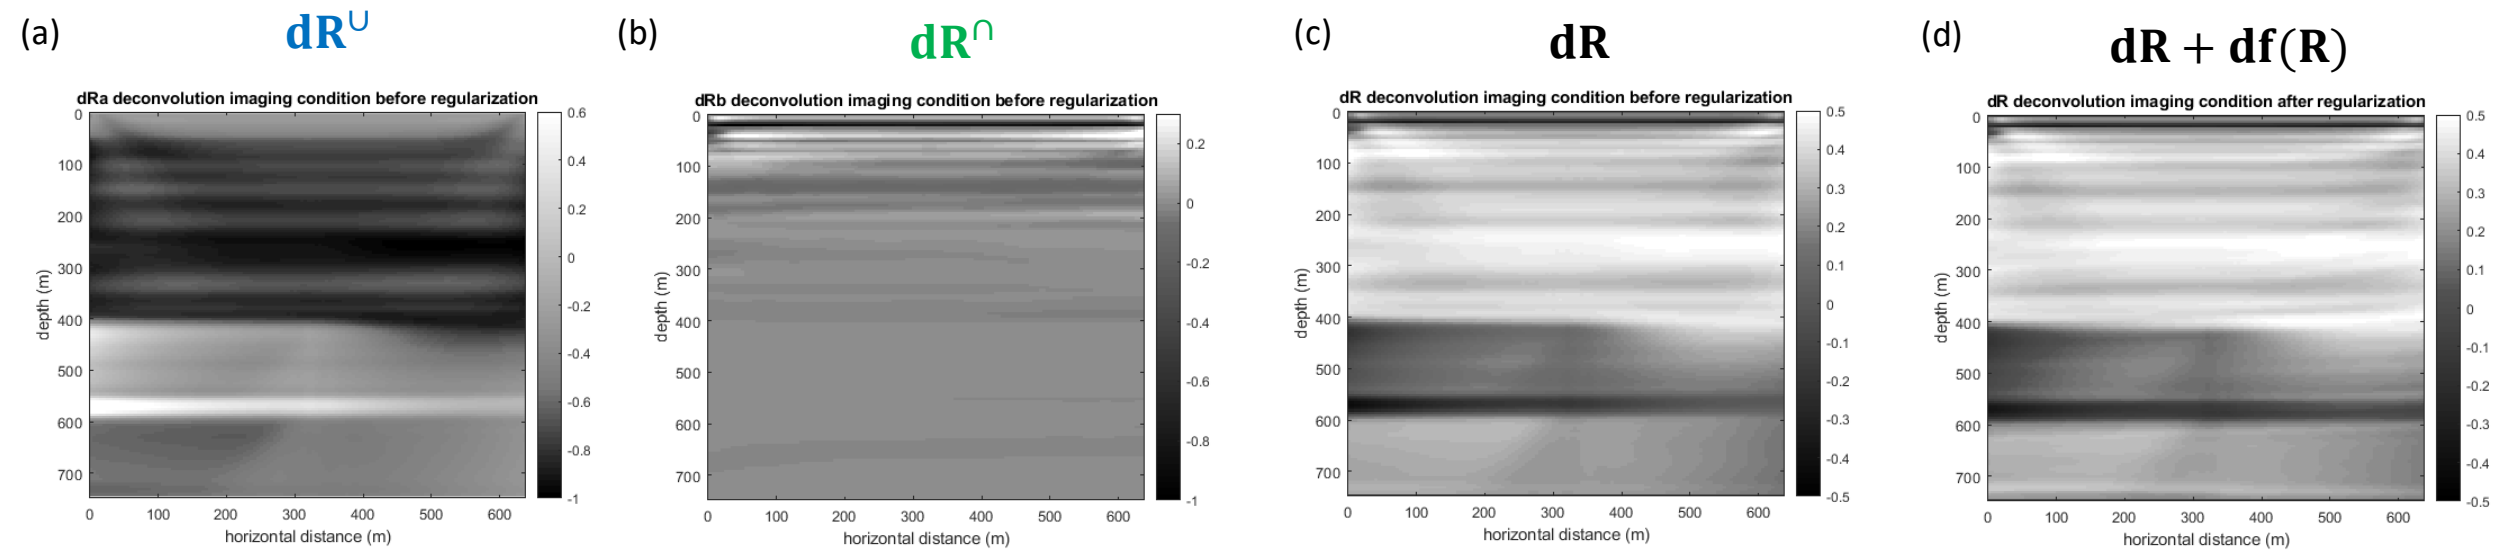 (a)
dR∪
dRa deconvolution imaging condition before regularization
0
100
200
300
400
500
600
700
depth (m)
0 100 200 300 400 500 600
horizontal distance (m)
0.6
0.4
0.2
0
-0.2
-0.4
-0.6
-0.8
-1
(b)
dR∩
dRb deconvolution imaging condition before regularization
0
100
200
300
400
500
600
700
depth (m)
0 100 200 300 400 500 600
horizontal distance (m)
0.2
0
-0.2
-0.4
-0.6
-0.8
-1
(c)
dR
dR deconvolution imaging condition before regularization
0
100
200
300
400
500
600
700
depth (m)
0 100 200 300 400 500 600
horizontal distance (m)
0.5
0.4
0.3
0.2
0.1
0
-0.1
-0.2
-0.3
-0.4
-0.5
(d)
dR + df(R)
dR deconvolution imaging condition after regularization
0
100
200
300
400
500
600
700
depth (m)
0 100 200 300 400 500 600
horizontal distance (m)
0.5
0.4
0.3
0.2
0.1
0
-0.1
-0.2
-0.3
-0.4
-0.5